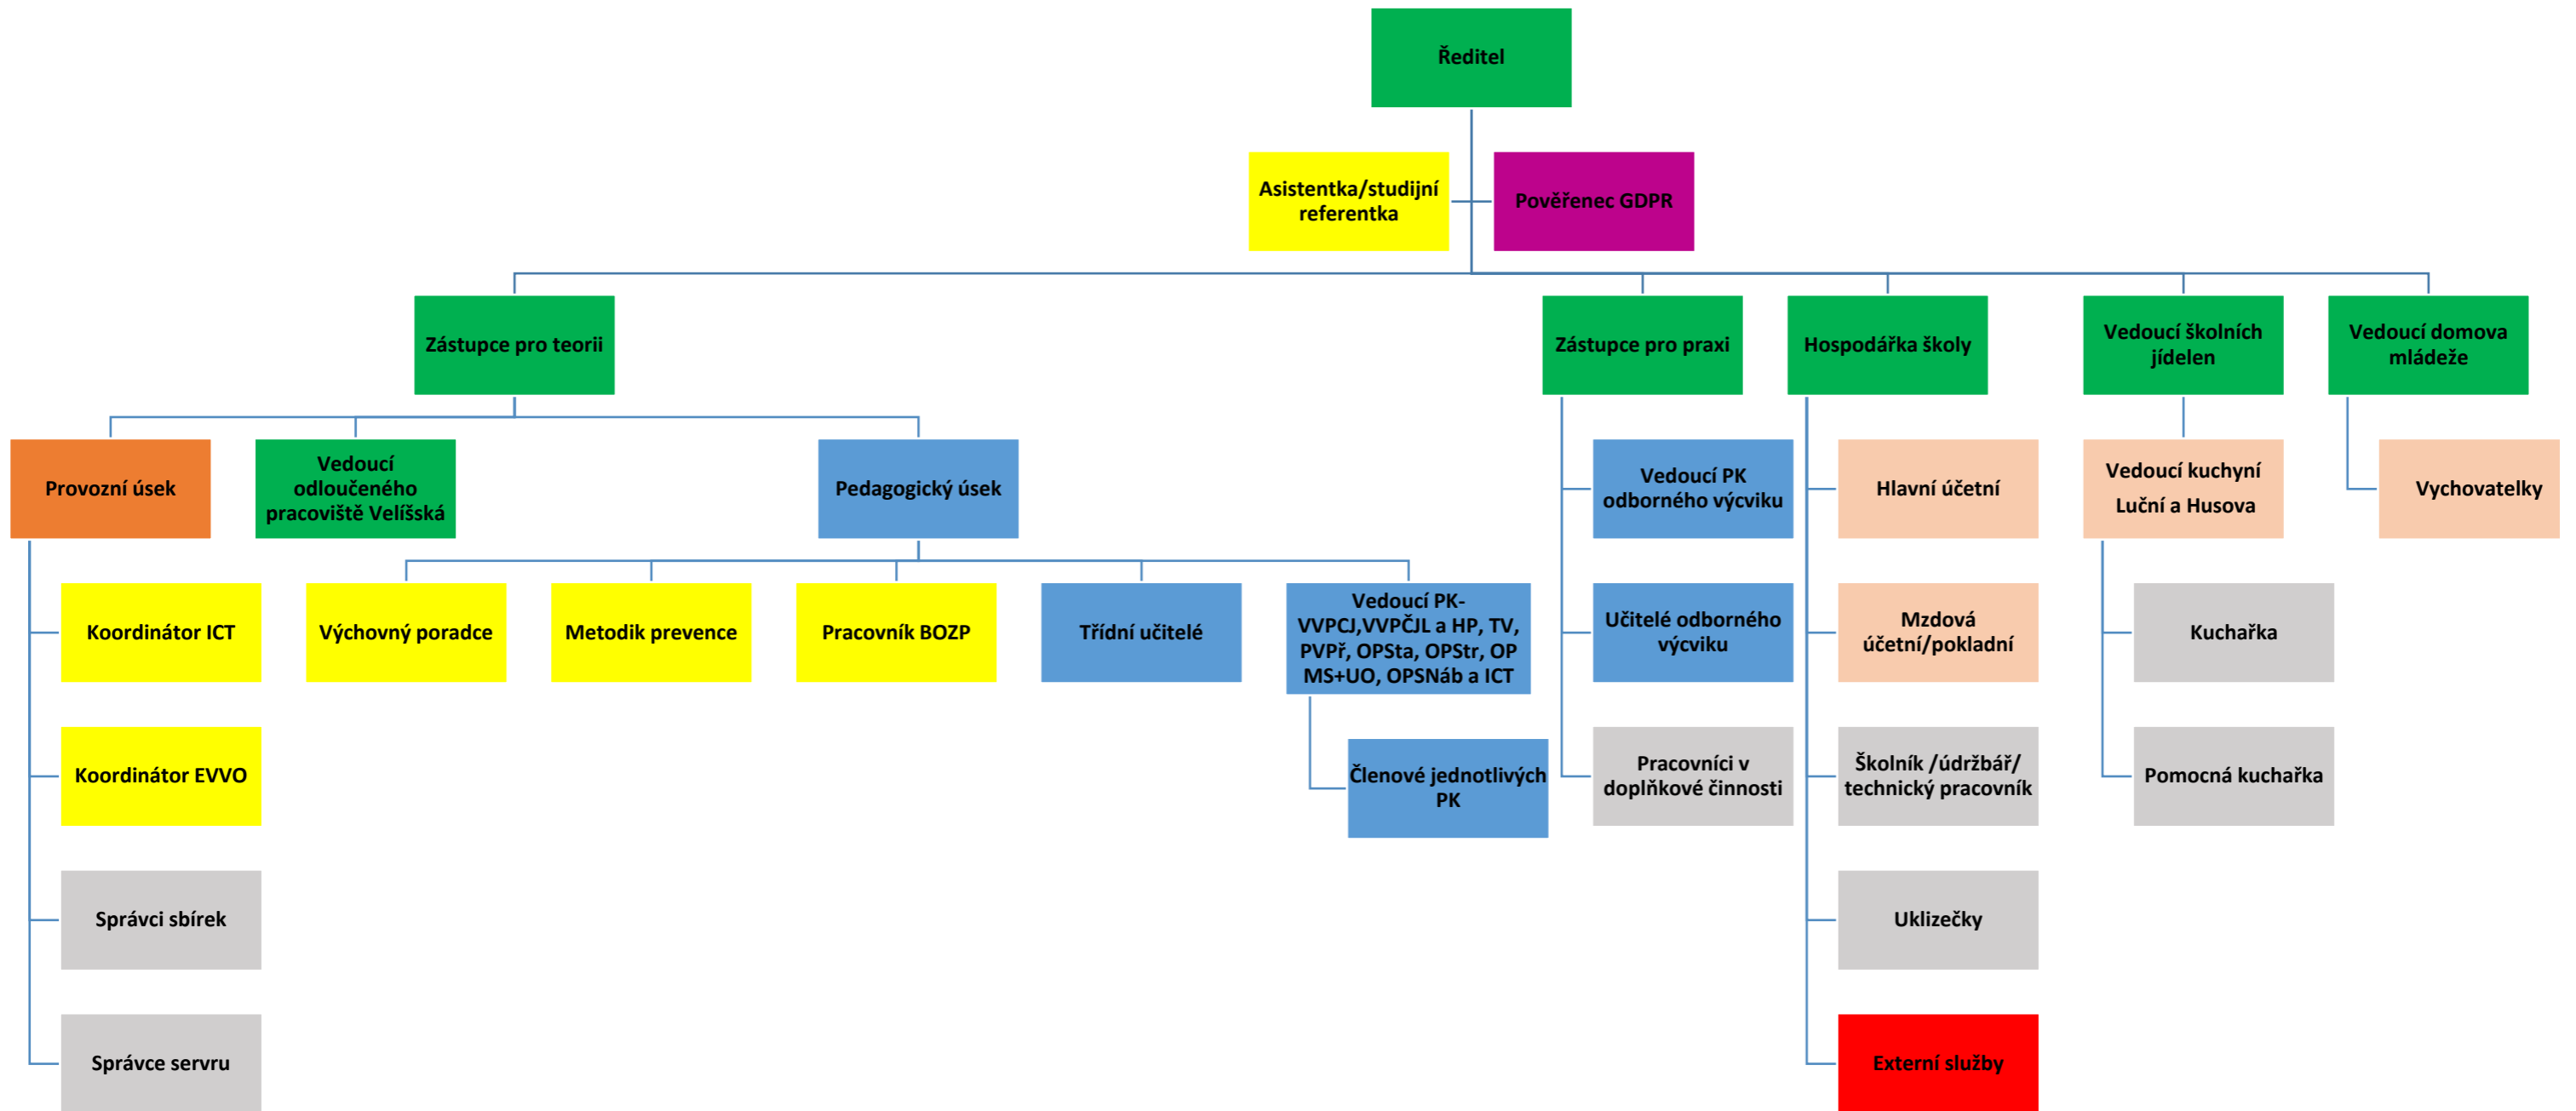 Ředitel
Asistentka/studijní
referentka
Pověřenec GDPR
Zástupce pro teorii
Zástupce pro praxi
Hospodářka školy
Vedoucí školních
jídelen
Vedoucí domova
mládeže
Provozní úsek
Vedoucí
odloučeného
pracoviště Velíšská
Pedagogický úsek
Vedoucí PK
odborného výcviku
Hlavní účetní
Vedoucí kuchyní
Luční a Husova
Vychovatelky
Koordinátor ICT
Výchovný poradce
Metodik prevence
Pracovník BOZP
Třídní učitelé
Vedoucí PK-
VVPCJ,VVPČJL a HP, TV,
PVPř, OPSta, OPStr, OP
MS+UO, OPSNáb a ICT
Učitelé odborného
výcviku
Mzdová
účetní/pokladní
Kuchařka
Koordinátor EVVO
Členové jednotlivých
PK
Pracovníci v
doplňkové činnosti
Školník /údržbář/
technický pracovník
Pomocná kuchařka
Správci sbírek
Uklizečky
Správce servru
Externí služby